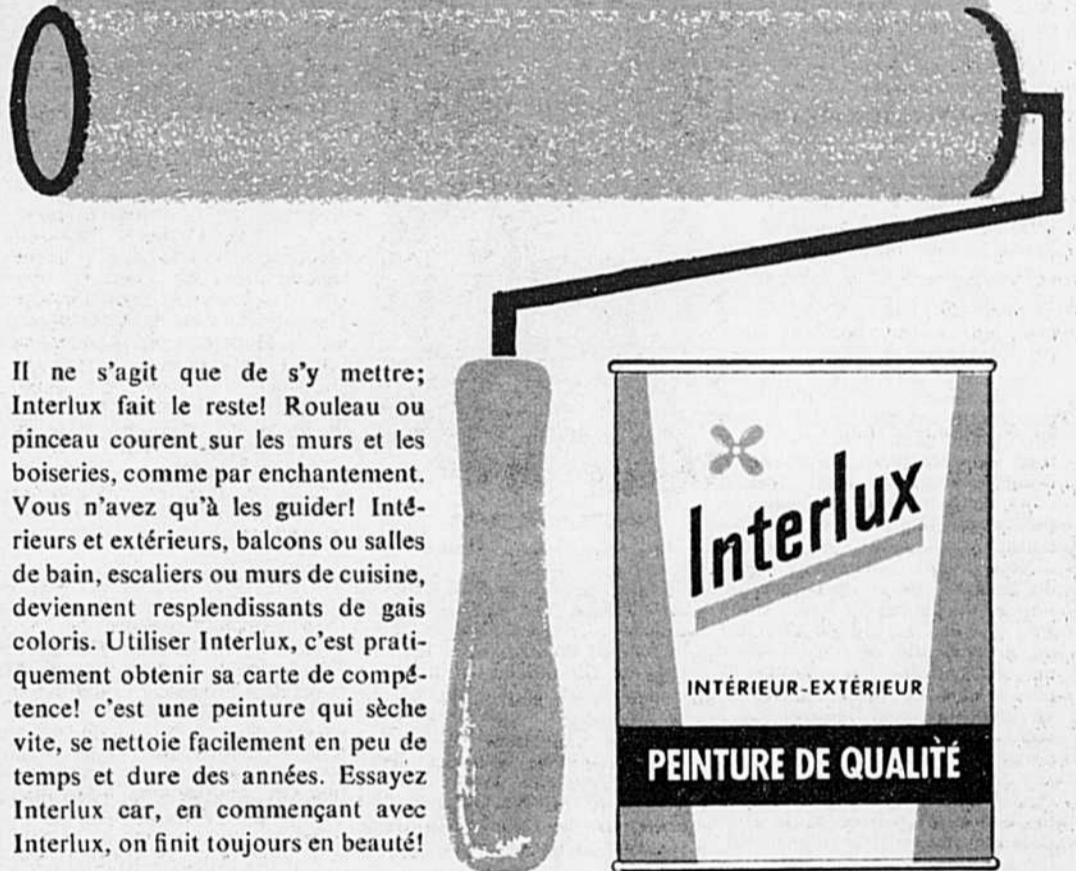 Il ne s'agit que de s'y mettre;
Interlux fait le reste! Rouleau ou
pinceau courent sur les murs et les
boiseries, comme par enchantement.
Vous n'avez qu'à les guider! Inté-
rieurs et extérieurs, balcons ou salles
de bain, escaliers ou murs de cuisine,
deviennent resplendissants de gais
coloris. Utiliser Interlux, c'est prati-
quement obtenir sa carte de compé-
tence! c'est une peinture qui sèche
vite, se nettoie facilement en peu de
temps et dure des années. Essayez
Interlux car, en commençant avec
Interlux, on finit toujours en beauté!
Interlux
INTÉRIEUR-EXTÉRIEUR
PEINTURE DE QUALITÉ